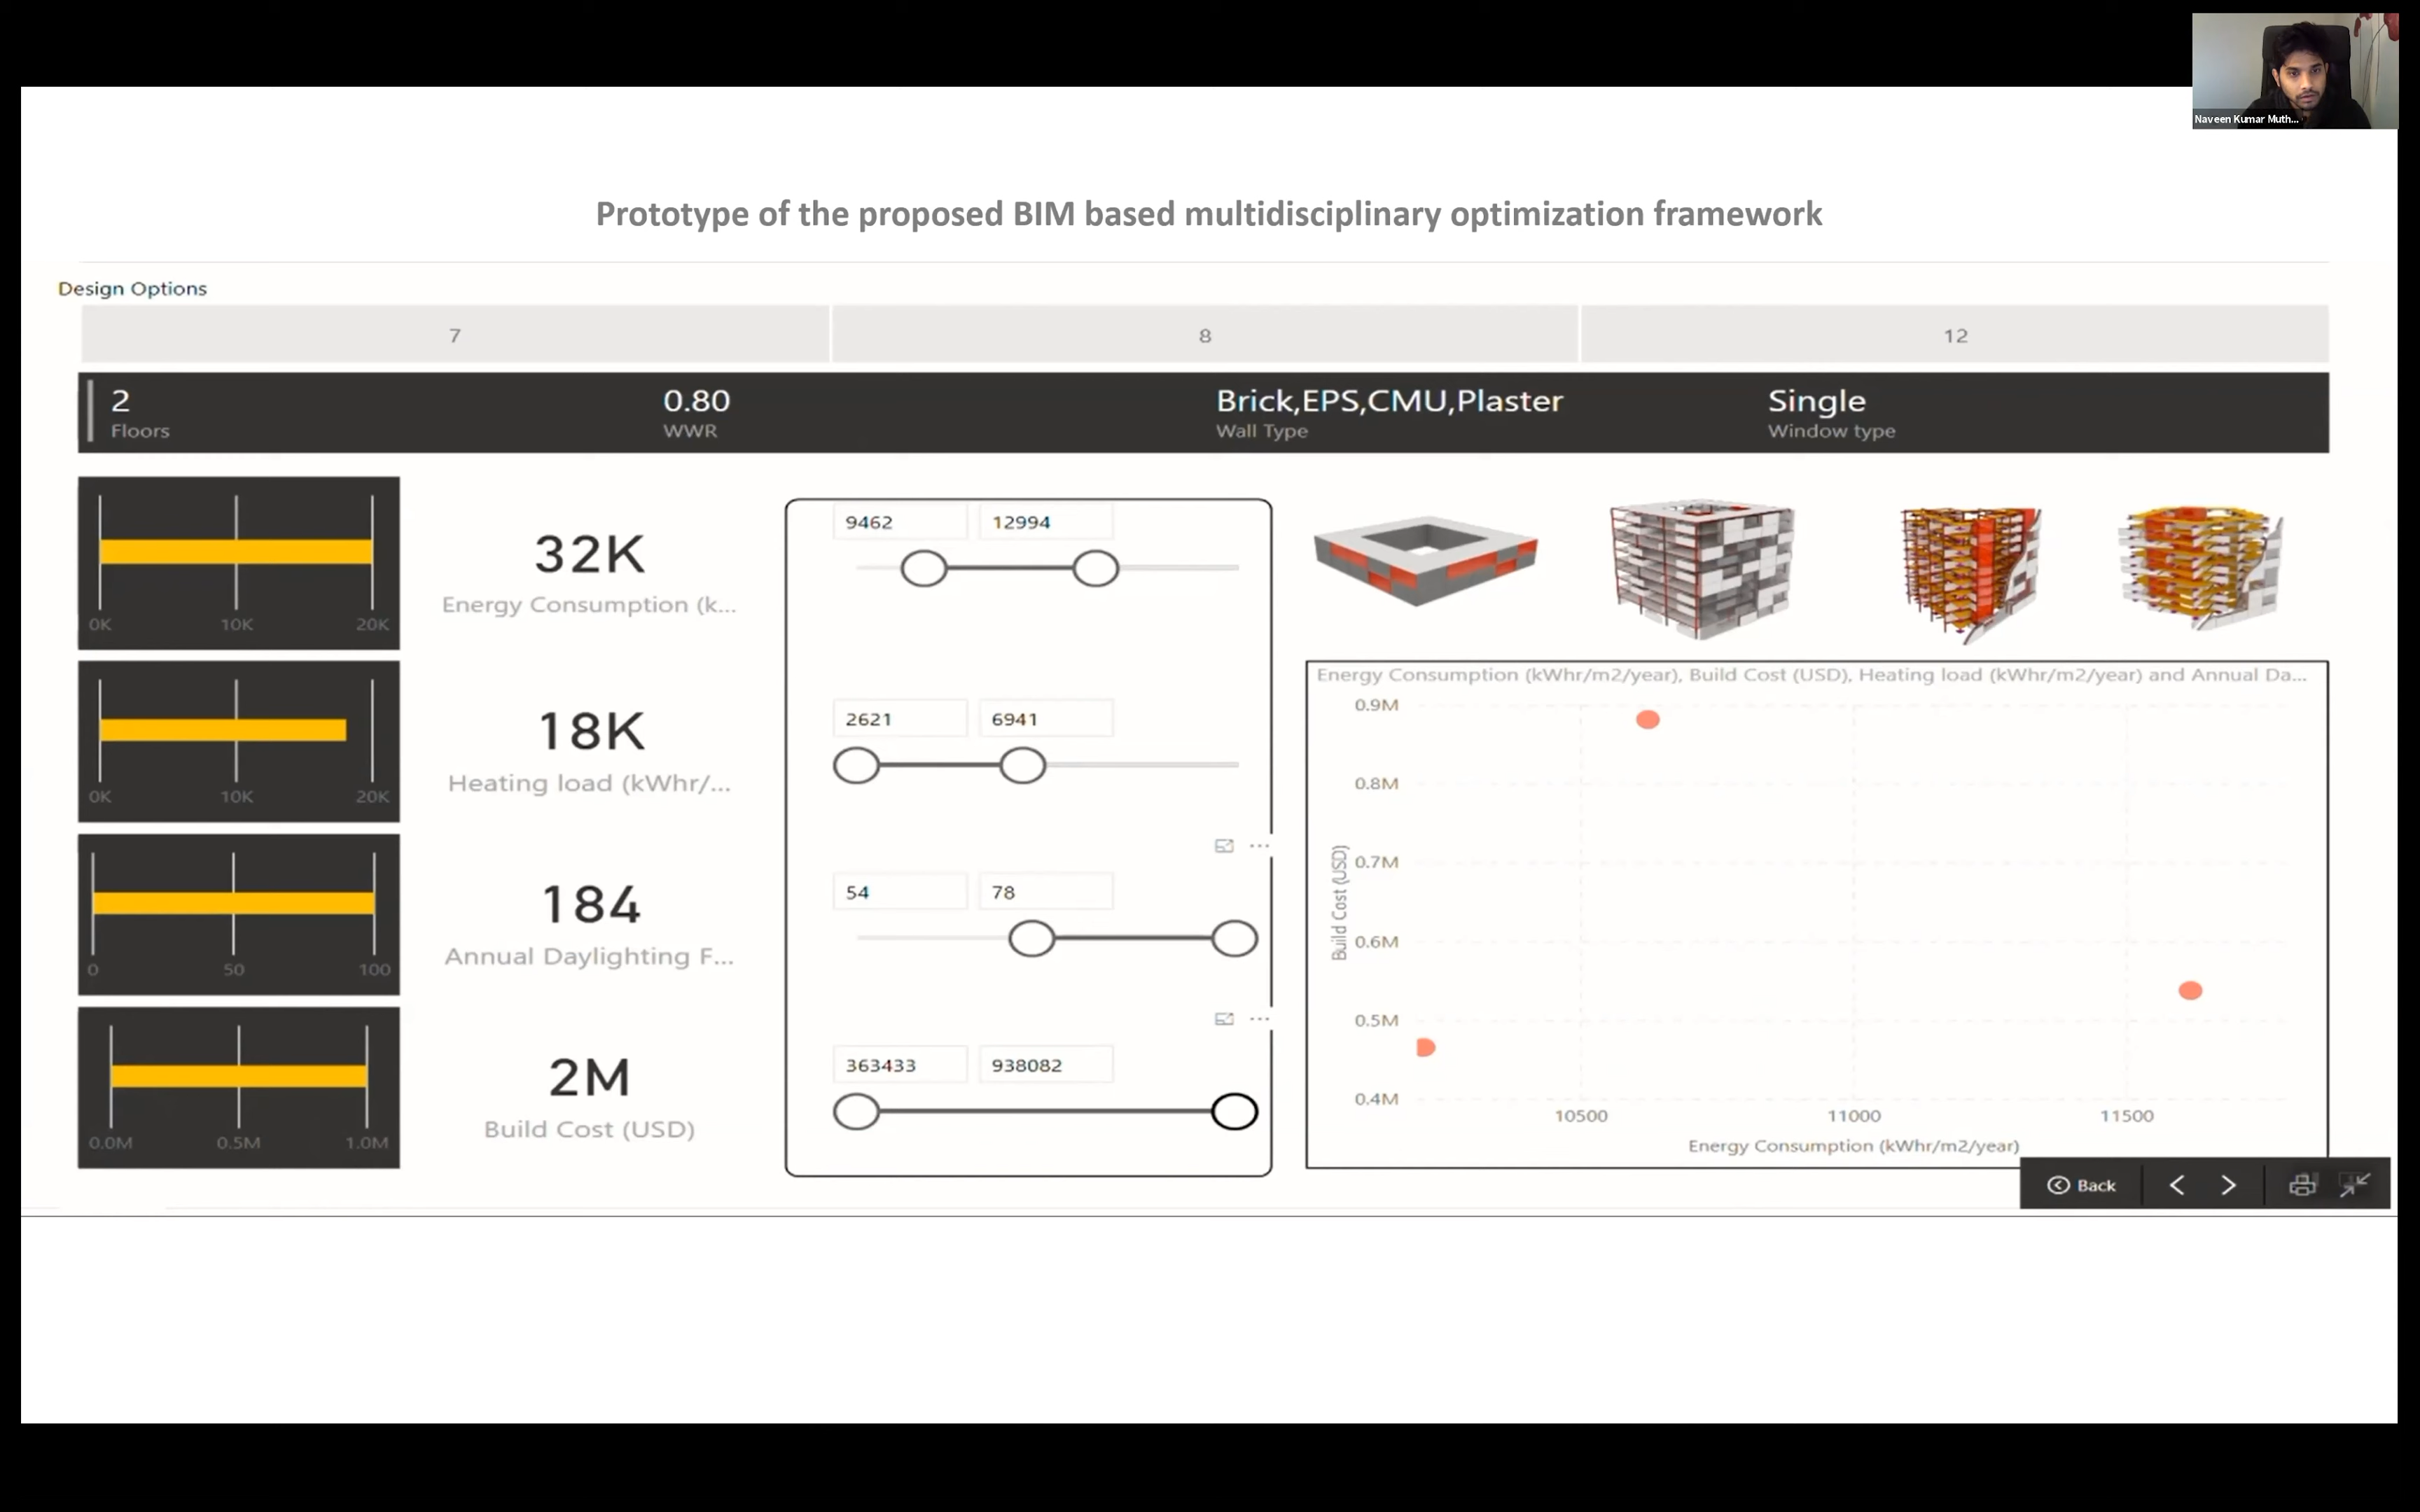 Naveen Kumar Muth...
Prototype of the proposed BIM based multidisciplinary optimization framework
Design Options
7
8
12
2
Floors
0.80
WWR
Brick,EPS,CMU,Plaster
Wall Type
Single
Window type
0K 10K 20K
32K
Energy Consumption (k...
9462 12994
0K 10K 20K
18K
Heating load (kWhr/...
2621 6941
0 50 100
184
Annual Daylighting F...
54 78
0.0M 0.5M 1.0M
2M
Build Cost (USD)
363433 938082
Energy Consumption (kWhr/m2/year), Build Cost (USD), Heating load (kWhr/m2/year) and Annual Da...
0.9M
0.8M
0.7M
0.6M
0.5M
0.4M
Build Cost (USD)
10500 11000 11500
Energy Consumption (kWhr/m2/year)
Back